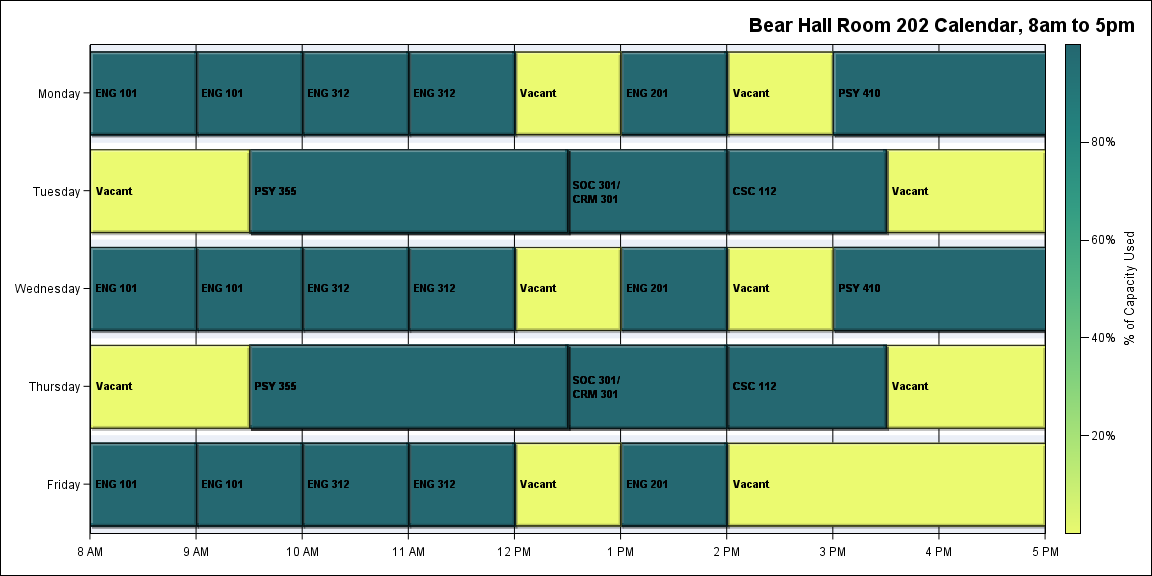 Bear Hall Room 202 Calendar, 8am to 5pm
Monday
ENG 101
ENG 101
ENG 312
ENG 312
Vacant
ENG 201
Vacant
PSY 410
Tuesday
Vacant
PSY 355
SOC 301/
CRM 301
CSC 112
Vacant
Wednesday
ENG 101
ENG 101
ENG 312
ENG 312
Vacant
ENG 201
Vacant
PSY 410
Thursday
Vacant
PSY 355
SOC 301/
CRM 301
CSC 112
Vacant
Friday
ENG 101
ENG 101
ENG 312
ENG 312
Vacant
ENG 201
Vacant
8 AM
9 AM
10 AM
11 AM
12 PM
1 PM
2 PM
3 PM
4 PM
5 PM
80%
60%
40%
20%
% of Capacity Used